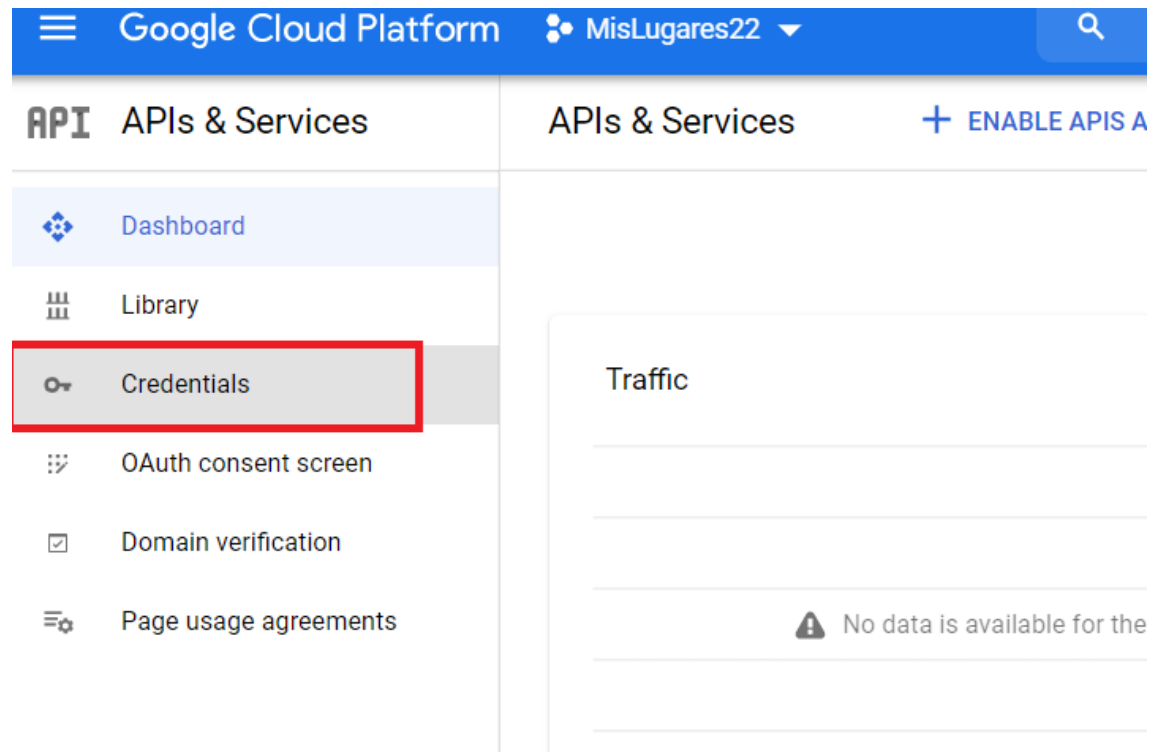 Google Cloud Platform
MisLugares22
API
APIs & Services
APIs & Services
ENABLE APIS A
Dashboard
Library
Credentials
OAuth consent screen
Domain verification
Page usage agreements
Traffic
No data is available for the